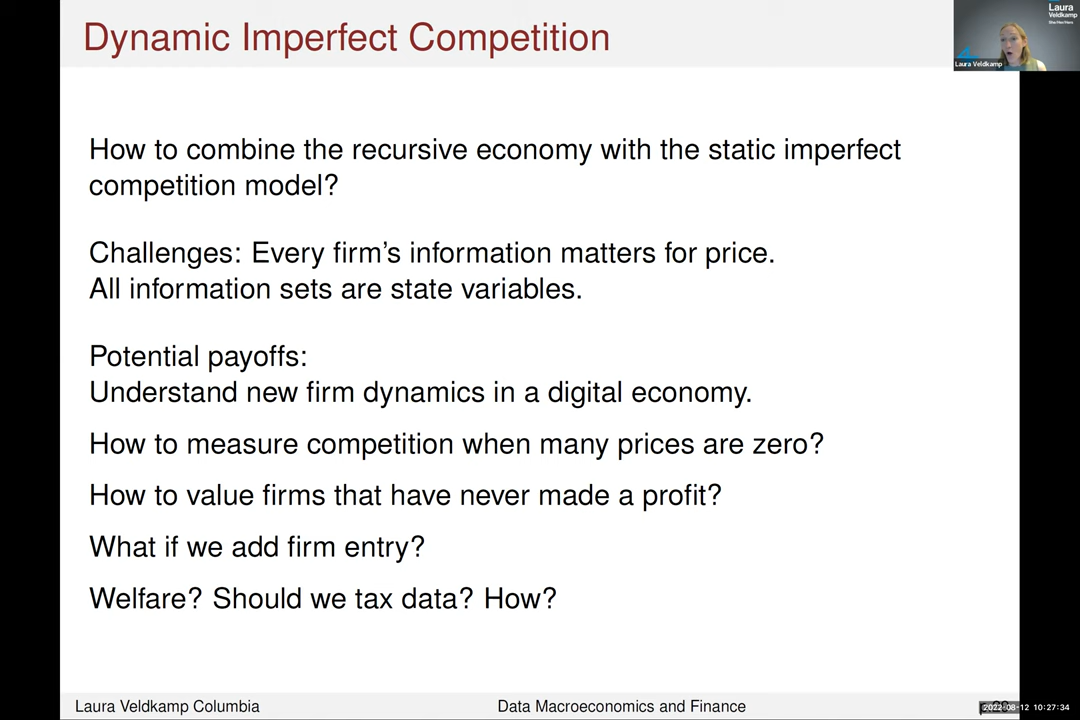 Dynamic Imperfect Competition
Laura
Veldkamp
Laura Veldkamp
How to combine the recursive economy with the static imperfect
competition model?
Challenges: Every firm's information matters for price.
All information sets are state variables.
Potential payoffs:
Understand new firm dynamics in a digital economy.
How to measure competition when many prices are zero?
How to value firms that have never made a profit?
What if we add firm entry?
Welfare? Should we tax data? How?
Laura Veldkamp Columbia
Data Macroeconomics and Finance
2022-08-12 10:27:34